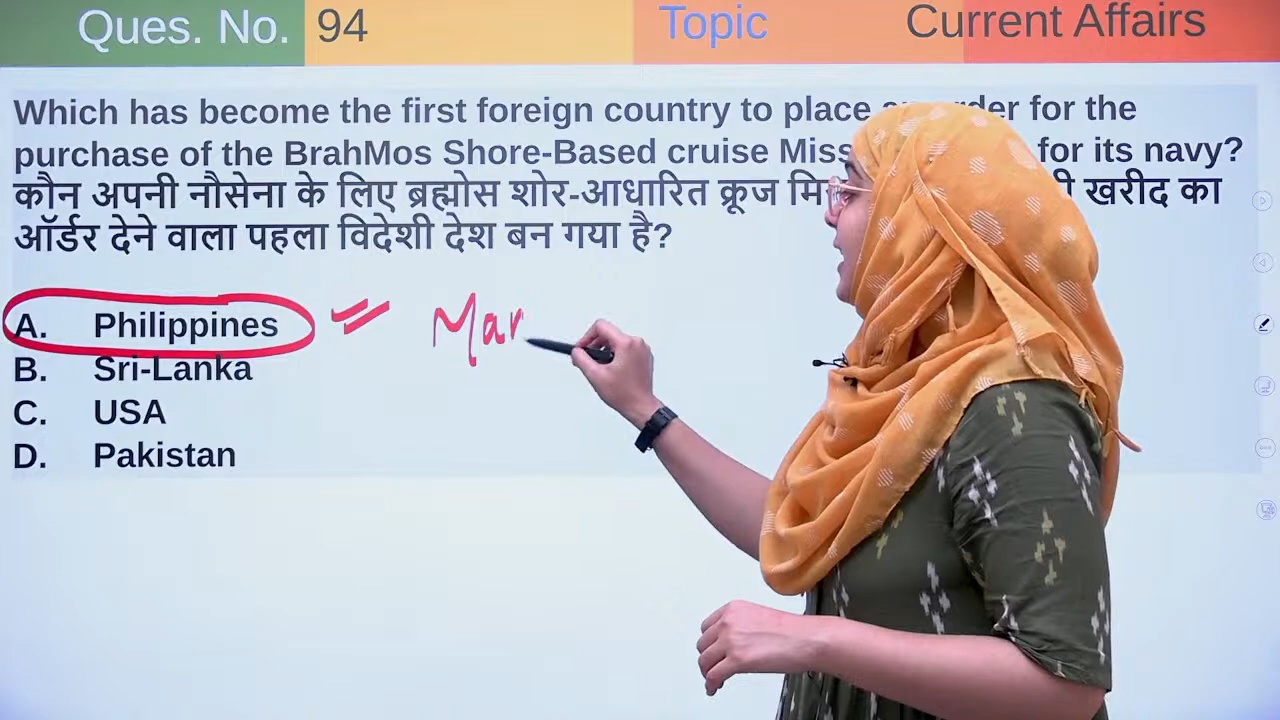 Ques. No. 94 Topic Current Affairs
Which has become the first foreign country to place for the
purchase of the BrahMos Shore-Based cruise for its navy?
कौन अपनी नौसेना के लिए ब्रह्मोस शोर-आधारित क्रूज खरीद का
ऑर्डर देने वाला पहला विदेशी देश बन गया है?
A. Philippines Mar
B. Sri-Lanka
C. USA
D. Pakistan